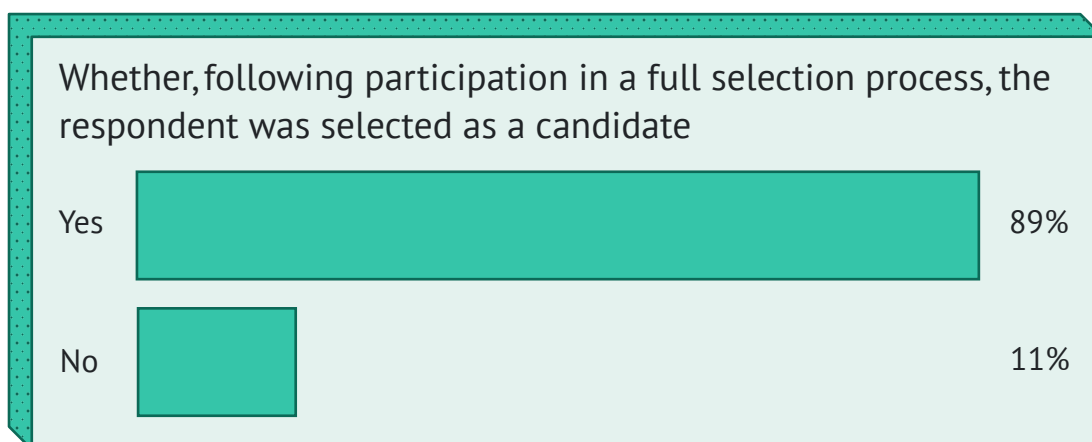 Whether, following participation in a full selection process, the
respondent was selected as a candidate
Yes 89%
No 11%